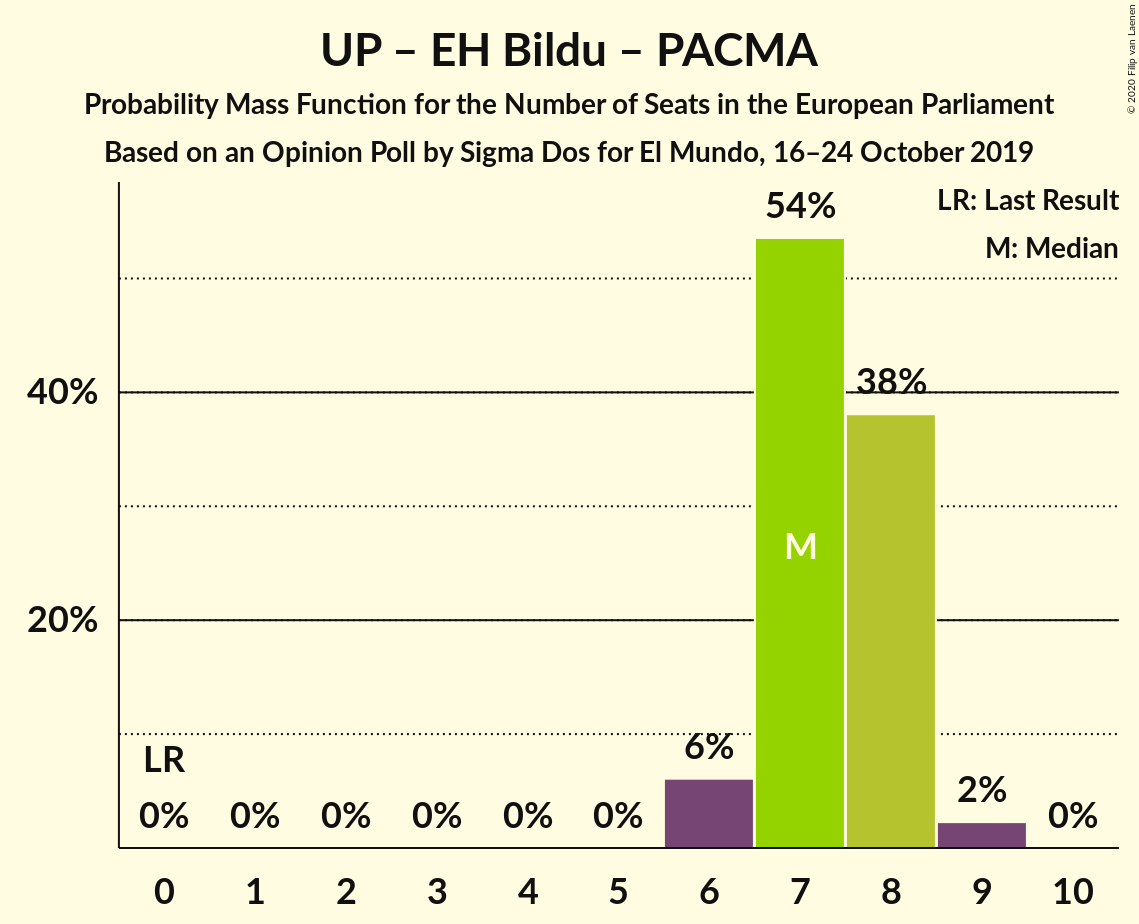 UP – EH Bildu – PACMA
Probability Mass Function for the Number of Seats in the European Parliament
Based on an Opinion Poll by Sigma Dos for El Mundo, 16–24 October 2019
© 2020 Filip van Laenen
LR: Last Result
M: Median
54%
40%
38%
M
20%
LR
6%
2%
0% 0% 0% 0% 0% 0% 0%
0 1 2 3 4 5 6 7 8 9 10